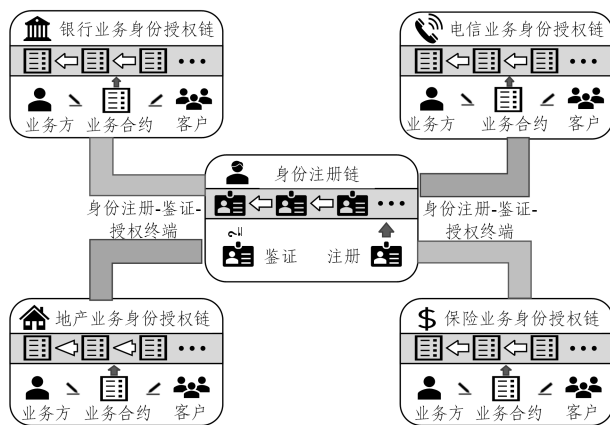 银行业务身份授权链
业务方 业务合约 客户
电信业务身份授权链
业务方 业务合约 客户
身份注册链
鉴证 注册
身份注册-鉴证-
授权终端
身份注册-鉴证-
授权终端
地产业务身份授权链
业务方 业务合约 客户
$ 保险业务身份授权链
业务方 业务合约 客户